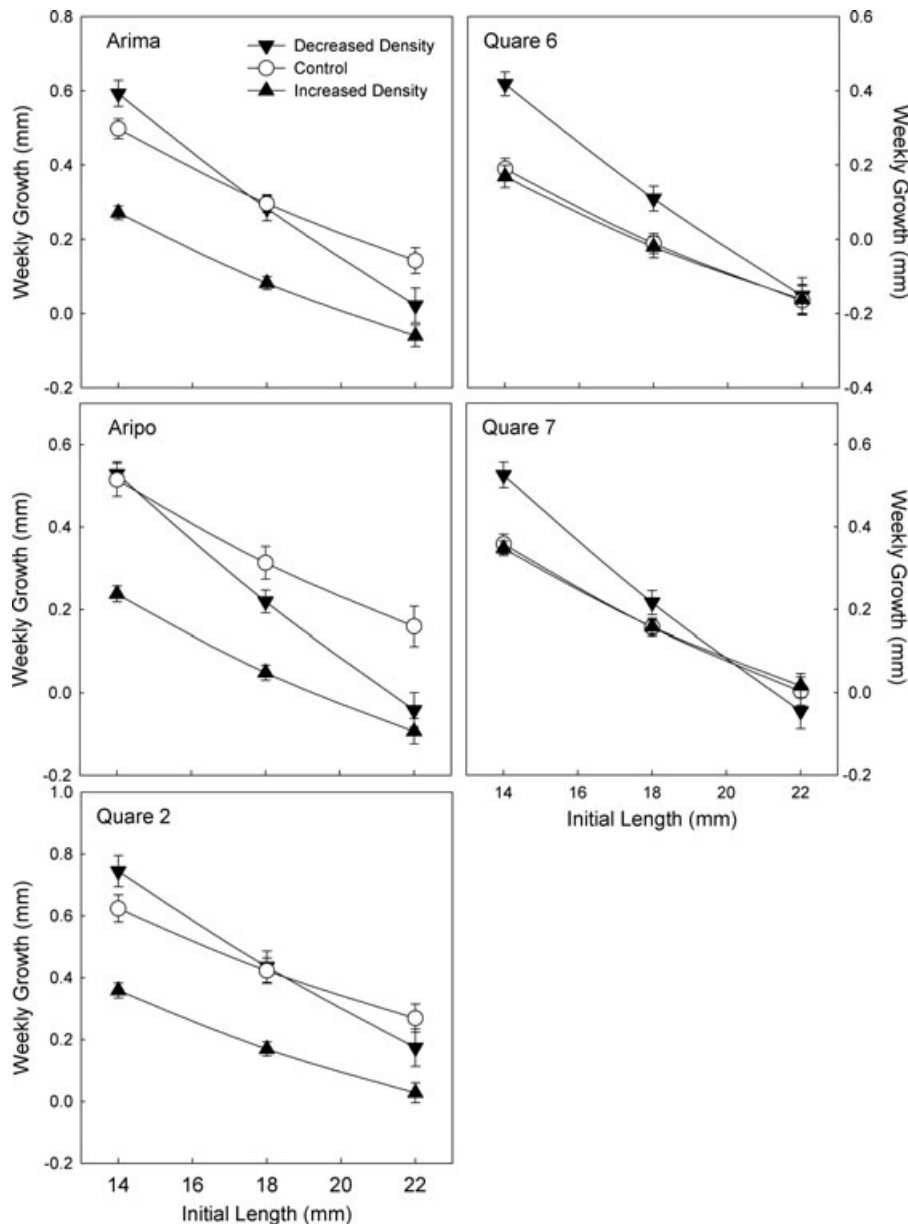 Arima
Decreased Density
Control
Increased Density
Weekly Growth (mm)
0.8
0.6
0.4
0.2
0.0
-0.2
Quare 6
0.6
0.4
0.2
0.0
-0.2
-0.4
Weekly Growth (mm)
Aripo
Weekly Growth (mm)
0.6
0.4
0.2
0.0
-0.2
Quare 7
0.6
0.4
0.2
0.0
-0.2
Weekly Growth (mm)
14 16 18 20 22
Initial Length (mm)
Quare 2
Weekly Growth (mm)
1.0
0.8
0.6
0.4
0.2
0.0
-0.2
14 16 18 20 22
Initial Length (mm)